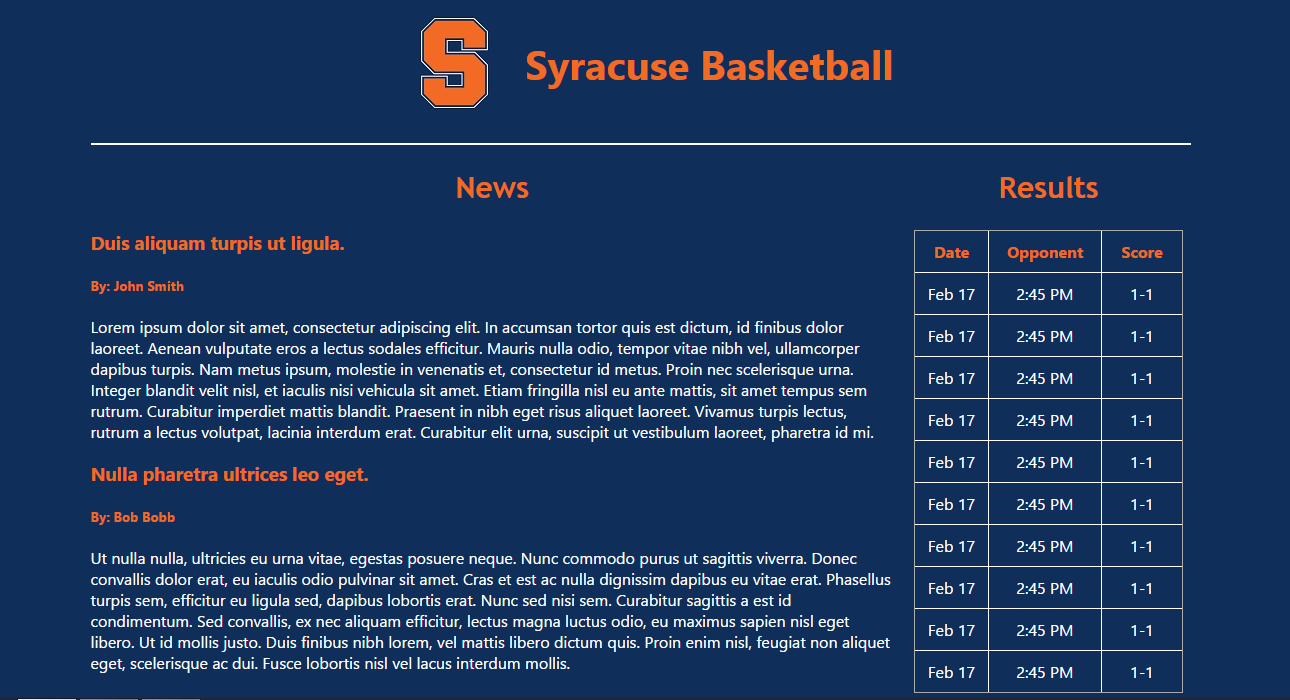 S
Syracuse Basketball
News
Duis aliquam turpis ut ligula.
By: John Smith
Lorem ipsum dolor sit amet, consectetur adipiscing elit. In accumsan tortor quis est dictum, id finibus dolor
laoreet. Aenean vulputate eros a lectus sodales efficitur. Mauris nulla odio, tempor vitae nibh vel, ullamcorper
dapibus turpis. Nam metus ipsum, molestie in venenatis et, consectetur id metus. Proin nec scelerisque urna.
Integer blandit velit nisl, et iaculis nisi vehicula sit amet. Etiam fringilla nisl eu ante mattis, sit amet tempus sem
rutrum. Curabitur imperdiet mattis blandit. Praesent in nibh eget risus aliquet laoreet. Vivamus turpis lectus,
rutrum a lectus volutpat, lacinia interdum erat. Curabitur elit urna, suscipit ut vestibulum laoreet, pharetra id mi.
Nulla pharetra ultrices leo eget.
By: Bob Bobb
Ut nulla nulla, ultricies eu urna vitae, egestas posuere neque. Nunc commodo purus ut sagittis viverra. Donec
convallis dolor erat, eu iaculis odio pulvinar sit amet. Cras et est ac nulla dignissim dapibus eu vitae erat. Phasellus
turpis sem, efficitur eu ligula sed, dapibus lobortis erat. Nunc sed nisi sem. Curabitur sagittis a est id
condimentum. Sed convallis, ex nec aliquam efficitur, lectus magna luctus odio, eu maximus sapien nisl eget
libero. Ut id mollis justo. Duis finibus nibh lorem, vel mattis libero dictum quis. Proin enim nisl, feugiat non aliquet
eget, scelerisque ac dui. Fusce lobortis nisl vel lacus interdum mollis.
Results
Date Opponent Score
Feb 17 2:45 PM 1-1
Feb 17 2:45 PM 1-1
Feb 17 2:45 PM 1-1
Feb 17 2:45 PM 1-1
Feb 17 2:45 PM 1-1
Feb 17 2:45 PM 1-1
Feb 17 2:45 PM 1-1
Feb 17 2:45 PM 1-1
Feb 17 2:45 PM 1-1
Feb 17 2:45 PM 1-1